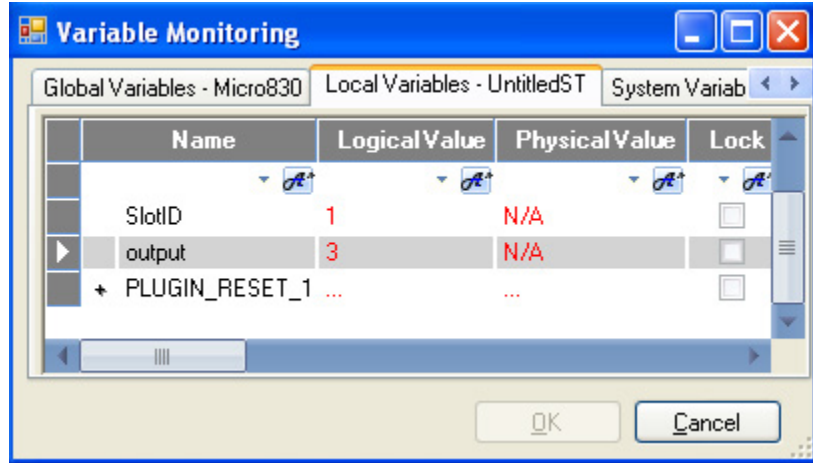 Variable Monitoring
Global Variables - Micro830 Local Variables - UntitledST System Variab
Name Logical Value Physical Value Lock
SlotID 1 N/A
output 3 N/A
+ PLUGIN_RESET_1 ... ...
OK Cancel